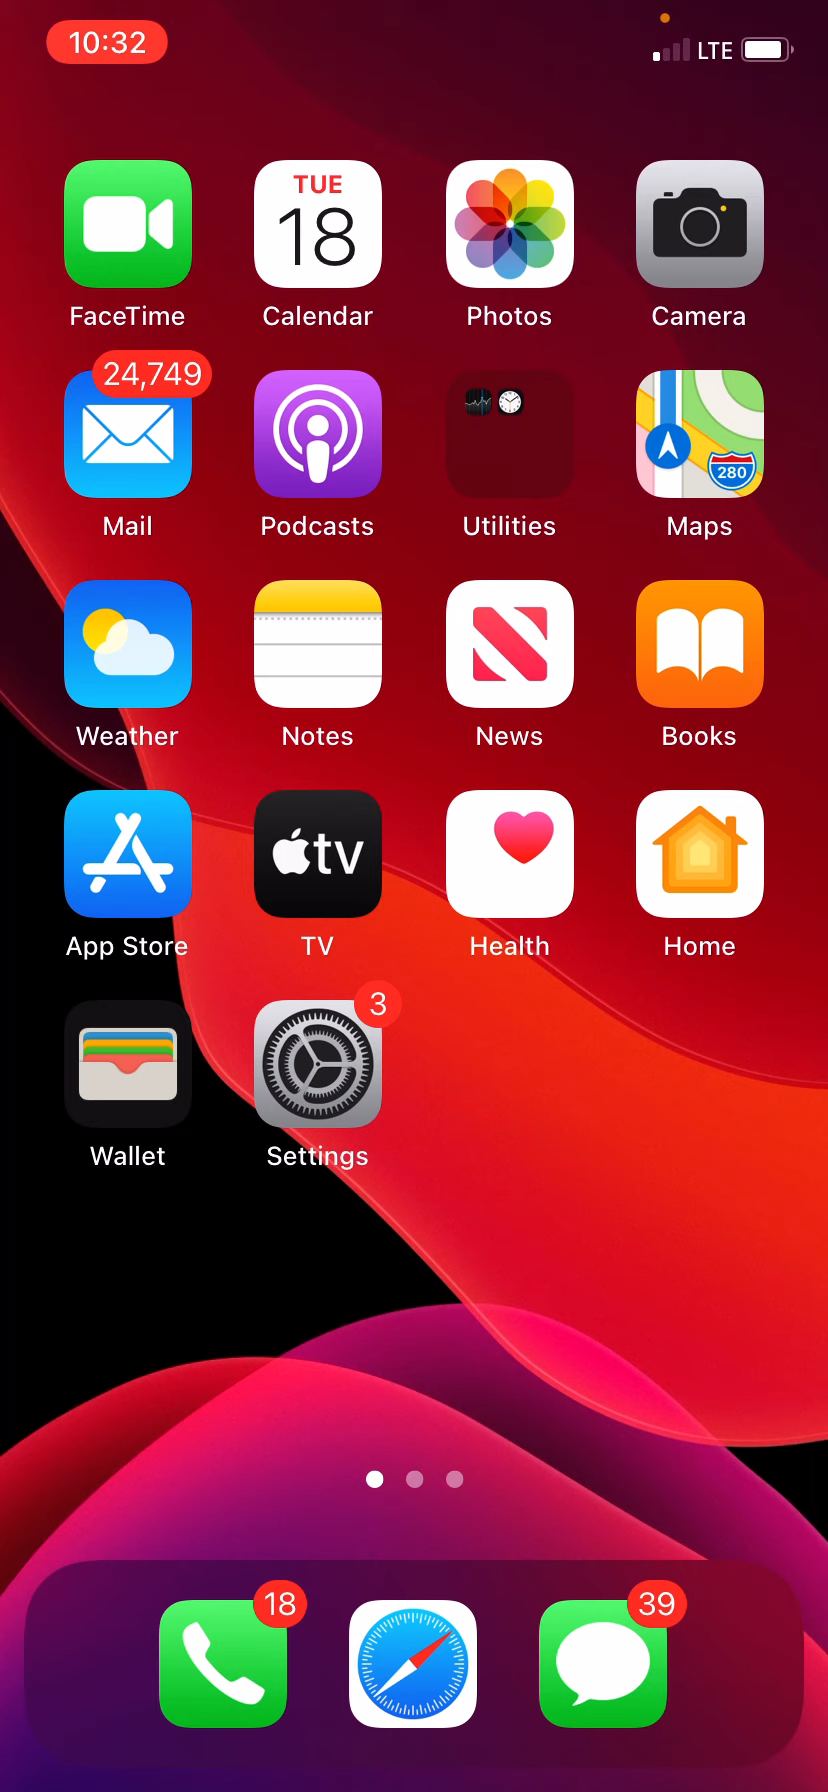 10:32
LTE
TUE
18
FaceTime
Calendar
Photos
Camera
24,749
280
Mail
Podcasts
Utilities
Maps
Weather
Notes
News
Books
tv
App Store
TV
Health
Home
3
Wallet
Settings
18
39